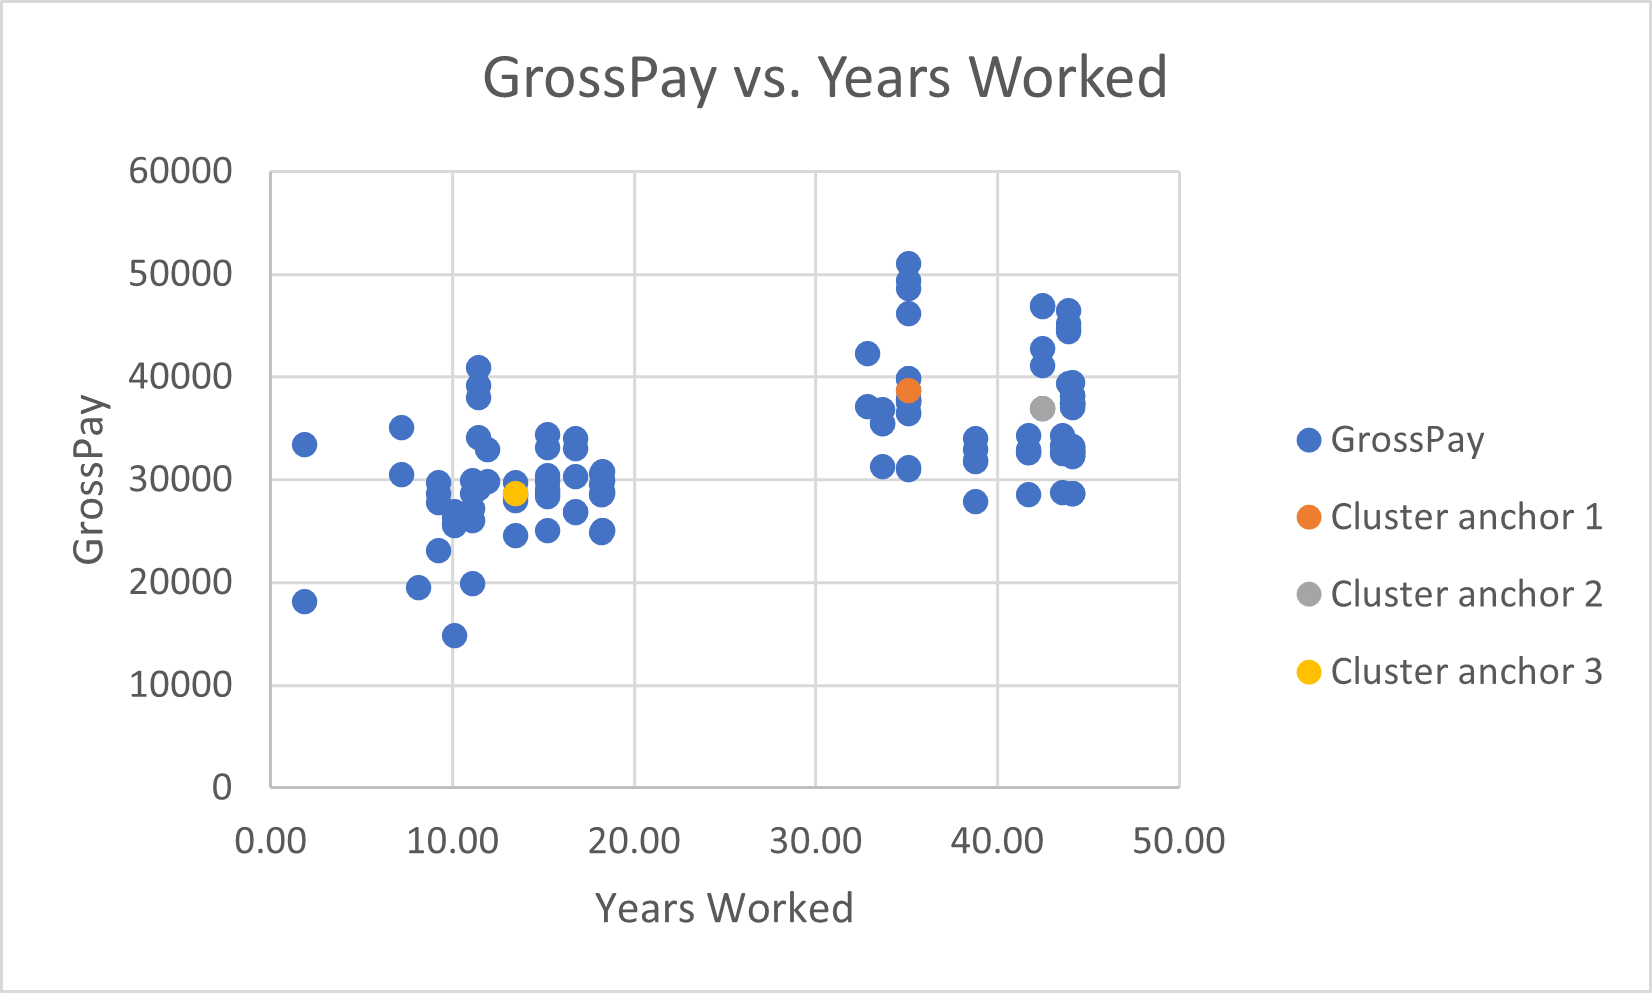 GrossPay vs. Years Worked
60000
50000
40000
30000
20000
10000
0
GrossPay
0.00 10.00 20.00 30.00 40.00 50.00
Years Worked
GrossPay
Cluster anchor 1
Cluster anchor 2
Cluster anchor 3